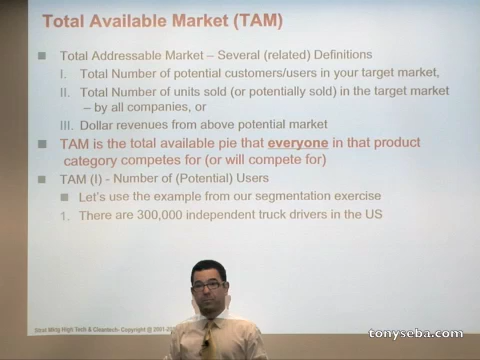 Total Available Market (TAM)
Total Addressable Market – Several (related) Definitions
I. Total Number of potential customers/users in your target market,
II. Total Number of units sold (or potentially sold) in the target market
– by all companies, or
III. Dollar revenues from above potential market
TAM is the total available pie that everyone in that product
category competes for (or will compete for)
TAM (I) - Number of (Potential) Users
Let's use the example from our segmentation exercise
1. There are 300,000 independent truck drivers in the US
Strat Mktg High Tech & Cleantech- Copyright @ 2001-
tonyseba.com